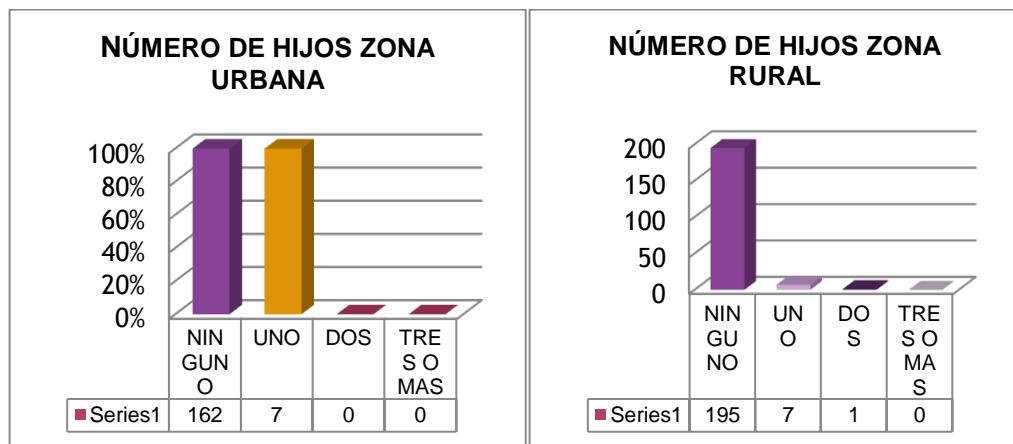 NÚMERO DE HIJOS ZONA
URBANA
100%
80%
60%
40%
20%
0%
NIN
GUN
O
UNO
DOS
TRE
S O
MAS
Series1 162 7 0 0
NÚMERO DE HIJOS ZONA
RURAL
200
150
100
50
0
NIN
GU
NO
UN
O
DO
S
TRE
S O
MA
S
Series1 195 7 1 0